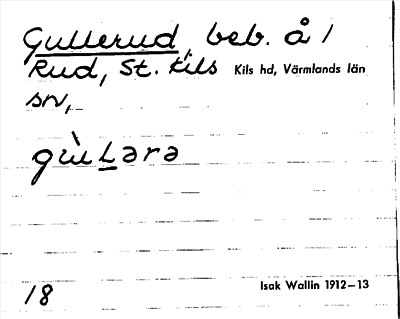 Gullerud, beb. å 1/
Rud, St. Kils Kils hd, Värmlands län
sn,
gùLərə
18 Isak Wallin 1912–13